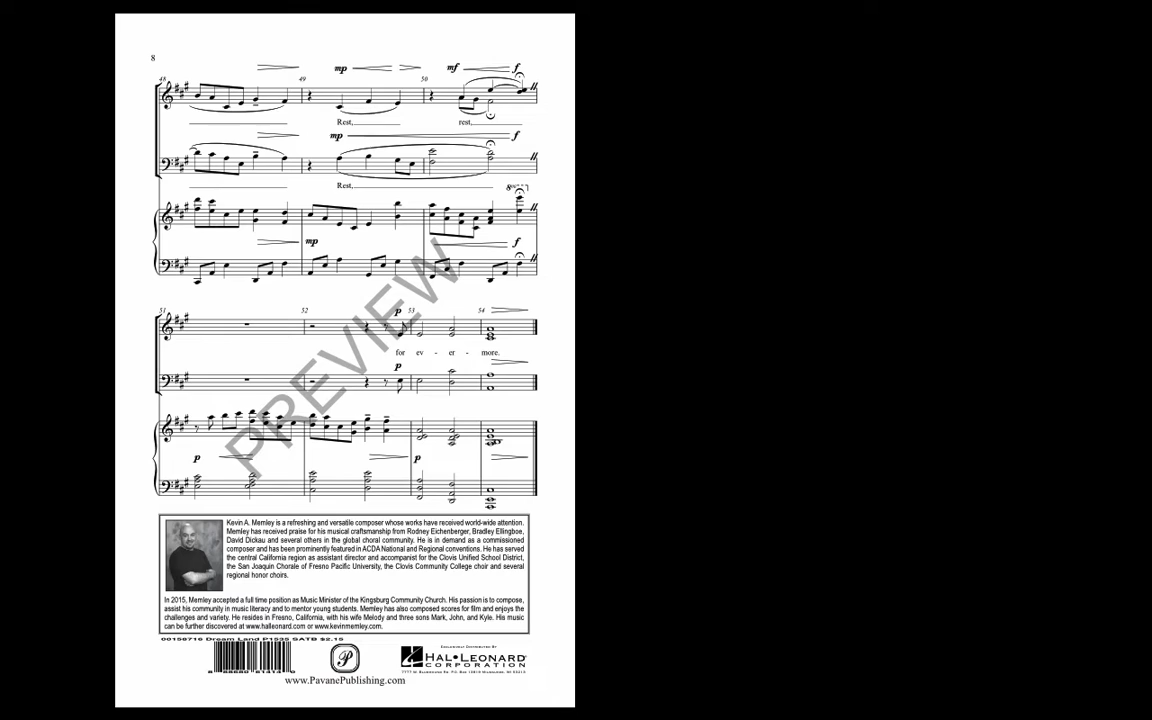 8
48
49
50
mp
mf
f
Rest,
rest,
mp
f
Rest,
mp
f
51
52
53
54
p
for ev - er - more.
p
p
p
PREVIEW
Kevin A. Memley is a refreshing and versatile composer whose works have received world-wide attention.
Memley has received praise for his musical craftsmanship from Rodney Eichenberger, Bradley Ellingboe,
David Dickau and several others in the global choral community. He is in demand as a commissioned
composer and has been prominently featured in ACDA National and Regional conventions. He has served
the central California region as assistant director and accompanist for the Clovis Unified School District,
the San Joaquin Chorale of Fresno Pacific University, the Clovis Community College choir and several
regional honor choirs.
In 2015, Memley accepted a full time position as Music Minister of the Kingsburg Community Church. His passion is to compose,
assist his community in music literacy and to mentor young students. Memley has also composed scores for film and enjoys the
challenges and variety. He resides in Fresno, California, with his wife Melody and three sons Mark, John, and Kyle. His music
can be further discovered at www.halleonard.com or www.kevinmemley.com.
00158716 Dream Land P1535 SATB $2.15
P
EXCLUSIVELY DISTRIBUTED BY
HAL•LEONARD
CORPORATION
www.PavanePublishing.com